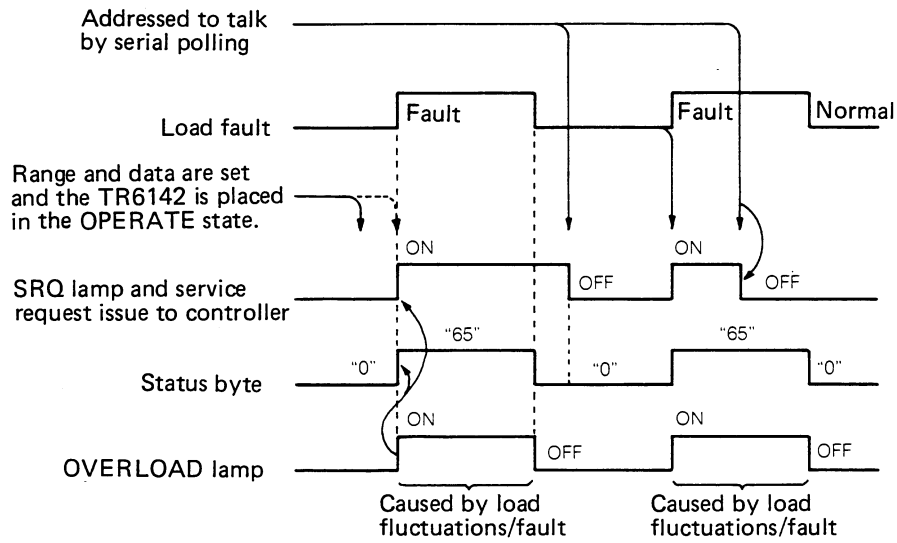 Addressed to talk
by serial polling
Load fault
Fault
Fault
Normal
Range and data are set
and the TR6142 is placed
in the OPERATE state.
ON
ON
SRQ lamp and service
request issue to controller
OFF
OFF
Status byte
“0”
“65”
“0”
“65”
“0”
OVERLOAD lamp
ON
OFF
ON
OFF
Caused by load
fluctuations/fault
Caused by load
fluctuations/fault